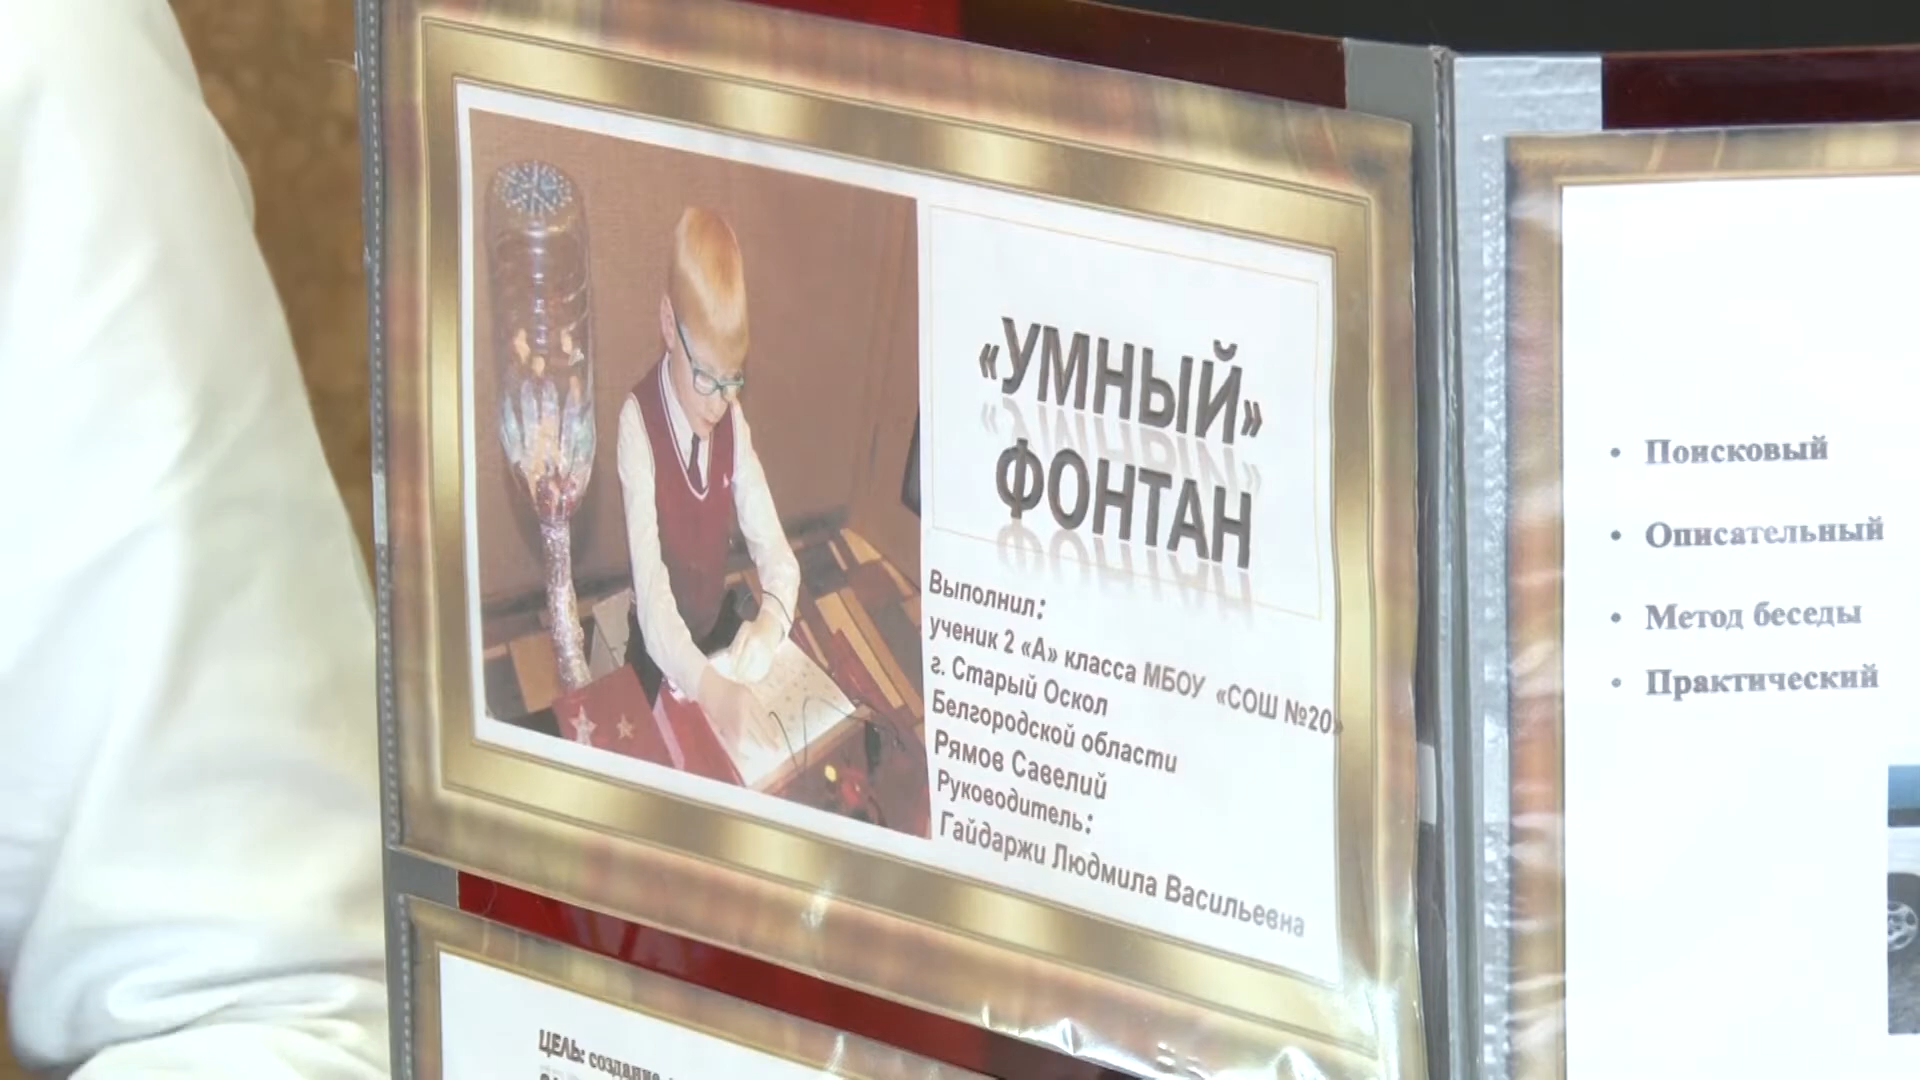 «УМНЫЙ»
ФОНТАН
Выполнил:
ученик 2 «А» класса МБОУ «СОШ №20»
г. Старый Оскол
Белгородской области
Рямов Савелий
Руководитель:
Гайдаржи Людмила Васильевна
ЦЕЛЬ: создание
• Поисковый
• Описательный
• Метод беседы
• Практический